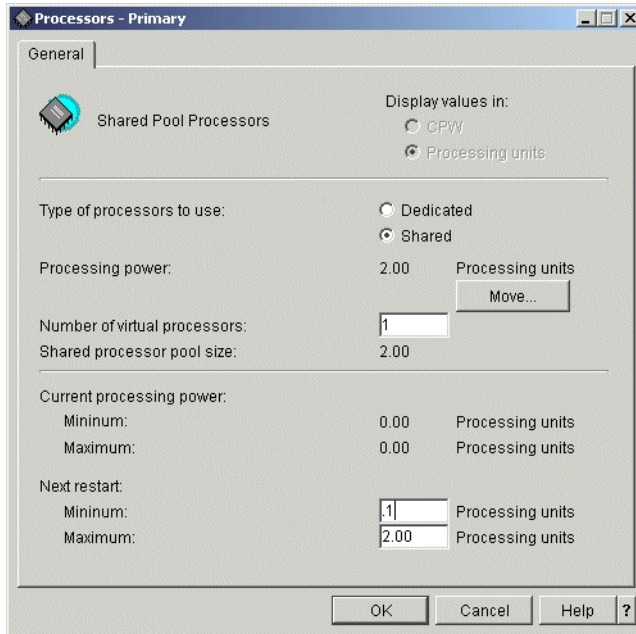 Processors - Primary
General
Shared Pool Processors
Display values in:
CPW
Processing units
Type of processors to use:
Dedicated
Shared
Processing power: 2.00 Processing units
Move...
Number of virtual processors: 1
Shared processor pool size: 2.00
Current processing power:
Mininum: 0.00 Processing units
Maximum: 0.00 Processing units
Next restart:
Mininum: .1 Processing units
Maximum: 2.00 Processing units
OK Cancel Help ?